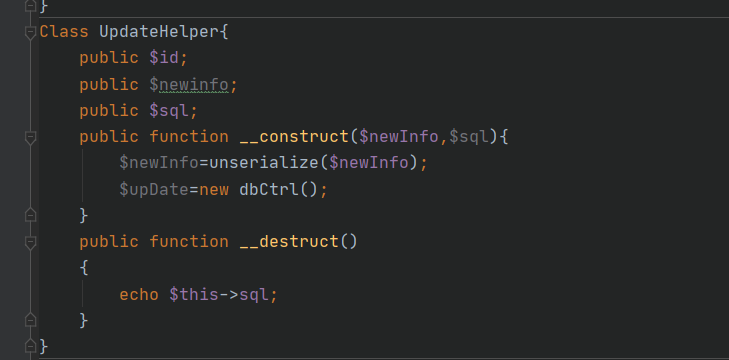 }
Class UpdateHelper{
    public $id;
    public $newinfo;
    public $sql;
    public function __construct($newInfo,$sql){
        $newInfo=unserialize($newInfo);
        $upDate=new dbCtrl();
    }
    public function __destruct()
    {
        echo $this->sql;
    }
}